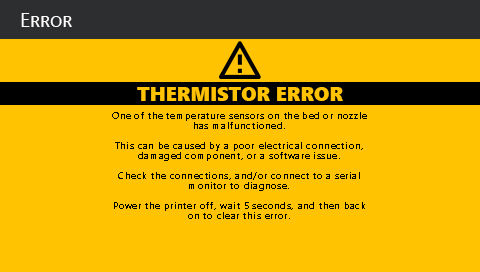 Error
THERMISTOR ERROR
One of the temperature sensors on the bed or nozzle
has malfunctioned.
This can be caused by a poor electrical connection,
damaged component, or a software issue.
Check the connections, and/or connect to a serial
monitor to diagnose.
Power the printer off, wait 5 seconds, and then back
on to clear this error.